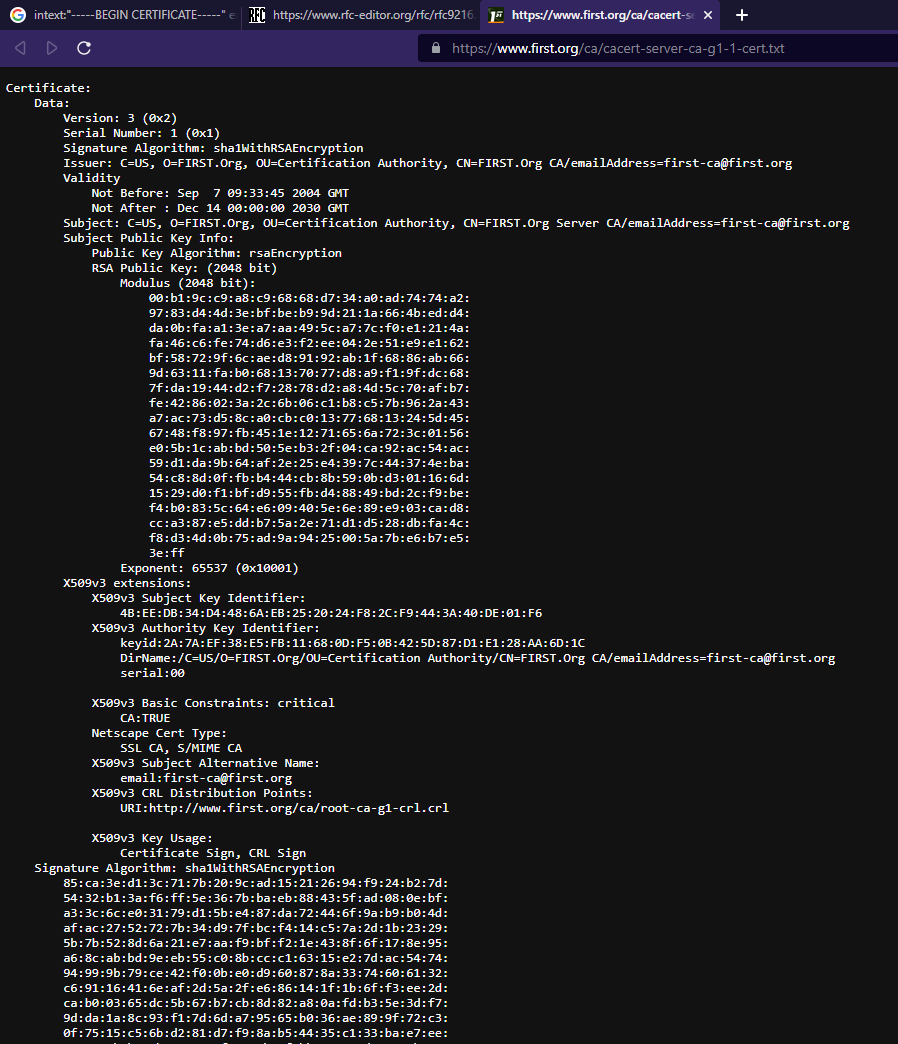 intext:"-----BEGIN CERTIFICATE-----" e
RFC
https://www.rfc-editor.org/rfc/rfc9216.
https://www.first.org/ca/cacert-se
https://www.first.org/ca/cacert-server-ca-g1-1-cert.txt
Certificate:
Data:
Version: 3 (0x2)
Serial Number: 1 (0x1)
Signature Algorithm: sha1WithRSAEncryption
Issuer: C=US, O=FIRST.Org, OU=Certification Authority, CN=FIRST.Org CA/emailAddress=first-ca@first.org
Validity
Not Before: Sep  7 09:33:45 2004 GMT
Not After : Dec 14 00:00:00 2030 GMT
Subject: C=US, O=FIRST.Org, OU=Certification Authority, CN=FIRST.Org Server CA/emailAddress=first-ca@first.org
Subject Public Key Info:
Public Key Algorithm: rsaEncryption
RSA Public Key: (2048 bit)
Modulus (2048 bit):
00:b1:9c:c9:a8:c9:68:68:d7:34:a0:ad:74:74:a2:
97:83:d4:4d:3e:bf:be:b9:9d:21:1a:66:4b:ed:d4:
da:0b:fa:a1:3e:a7:aa:49:5c:a7:7c:f0:e1:21:4a:
fa:46:c6:fe:74:d6:e3:f2:ee:04:2e:51:e9:e1:62:
bf:58:72:9f:6c:ae:d8:91:92:ab:1f:68:86:ab:66:
9d:63:11:fa:b0:68:13:70:77:d8:a9:f1:9f:dc:68:
7f:da:19:44:d2:f7:28:78:d2:a8:4d:5c:70:af:b7:
fe:42:86:02:3a:2c:6b:06:c1:b8:c5:7b:96:2a:43:
a7:ac:73:d5:8c:a0:cb:c0:13:77:68:13:24:5d:45:
67:48:f8:97:fb:45:1e:12:71:65:6a:72:3c:01:56:
e0:5b:1c:ab:bd:50:5e:b3:2f:04:ca:92:ac:54:ac:
59:d1:da:9b:64:af:2e:25:e4:39:7c:44:37:4e:ba:
54:c8:8d:0f:fb:b4:44:cb:8b:59:0b:d3:01:16:6d:
15:29:d0:f1:bf:d9:55:fb:d4:88:49:bd:2c:f9:be:
f4:b0:83:5c:64:e6:09:40:5e:6e:89:e9:03:ca:d8:
cc:a3:87:e5:dd:b7:5a:2e:71:d1:d5:28:db:fa:4c:
f8:d3:4d:0b:75:ad:9a:94:25:00:5a:7b:e6:b7:e5:
3e:ff
Exponent: 65537 (0x10001)
X509v3 extensions:
X509v3 Subject Key Identifier:
4B:EE:DB:34:D4:48:6A:EB:25:20:24:F8:2C:F9:44:3A:40:DE:01:F6
X509v3 Authority Key Identifier:
keyid:2A:7A:EF:38:E5:FB:11:68:0D:F5:0B:42:5D:87:D1:E1:28:AA:6D:1C
DirName:/C=US/O=FIRST.Org/OU=Certification Authority/CN=FIRST.Org CA/emailAddress=first-ca@first.org
serial:00
X509v3 Basic Constraints: critical
CA:TRUE
Netscape Cert Type:
SSL CA, S/MIME CA
X509v3 Subject Alternative Name:
email:first-ca@first.org
X509v3 CRL Distribution Points:
URI:http://www.first.org/ca/root-ca-g1-crl.crl
X509v3 Key Usage:
Certificate Sign, CRL Sign
Signature Algorithm: sha1WithRSAEncryption
85:ca:3e:d1:3c:71:7b:20:9c:ad:15:21:26:94:f9:24:b2:7d:
54:32:b1:3a:f6:ff:5e:36:7b:ba:eb:88:43:5f:ad:08:0e:bf:
a3:3c:6c:e0:31:79:d1:5b:e4:87:da:72:44:6f:9a:b9:b0:4d:
af:ac:27:52:72:7b:34:d9:7f:bc:f4:14:c5:7a:2d:1b:23:29:
5b:7b:52:8d:6a:21:e7:aa:f9:bf:f2:1e:43:8f:6f:17:8e:95:
a6:8c:ab:bd:9e:eb:55:c0:8b:cc:c1:63:15:e2:7d:ac:54:74:
94:99:9b:79:ce:42:f0:0b:e0:d9:60:87:8a:33:74:60:61:32:
c6:91:16:41:6e:af:2d:5a:2f:e6:86:14:1f:1b:6f:f3:ee:2d:
ca:b0:03:65:dc:5b:67:b7:cb:8d:82:a8:0a:fd:b3:5e:3d:f7:
9d:da:1a:8c:93:f1:7d:6d:a7:95:65:b0:36:ae:89:9f:72:c3:
0f:75:15:c5:6b:d2:81:d7:f9:8a:b5:44:35:c1:33:ba:e7:ee: